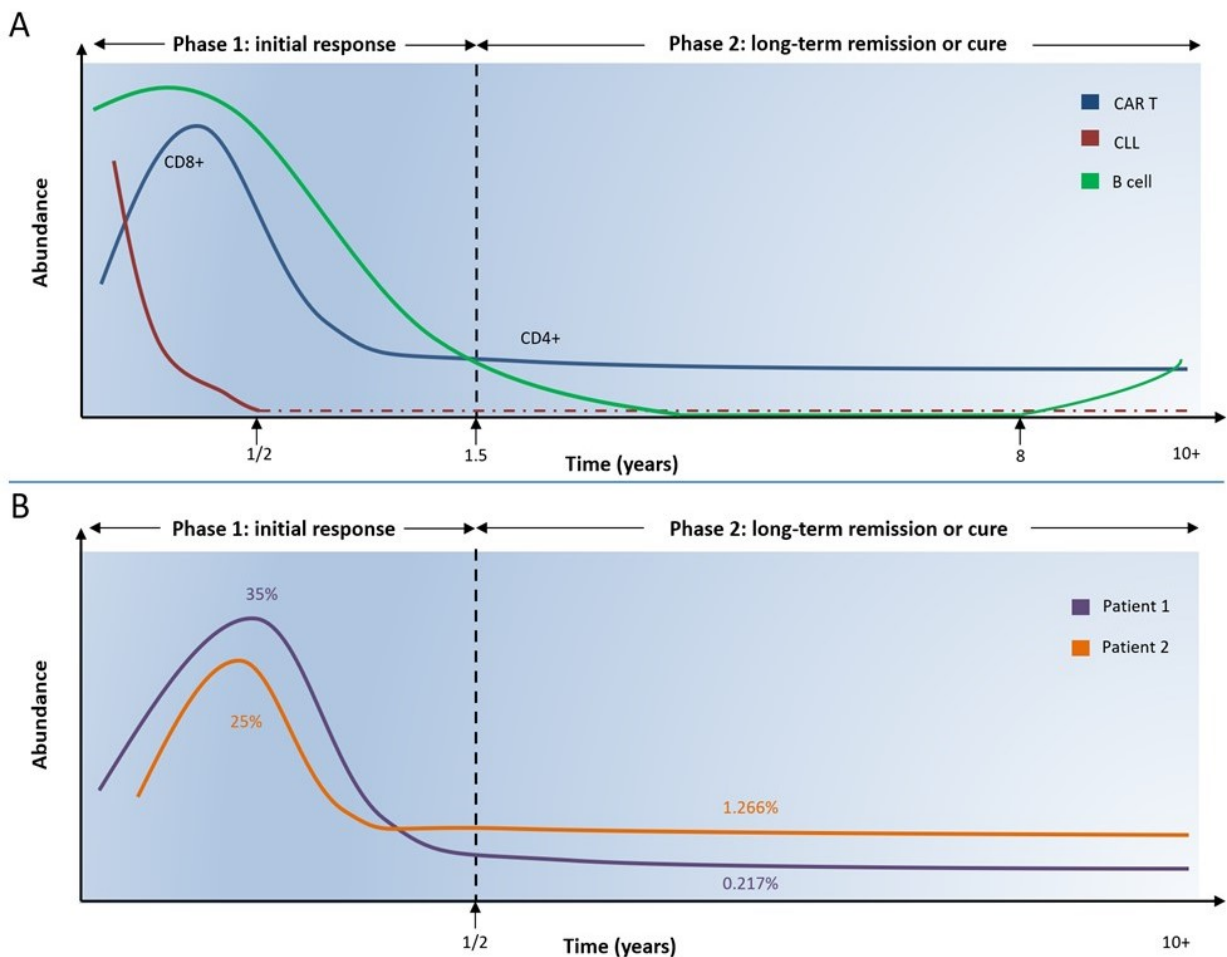 A
Phase 1: initial response
Phase 2: long-term remission or cure
CAR T
CLL
B cell
CD8+
CD4+
Abundance
1/2
1.5
8
10+
Time (years)
B
Phase 1: initial response
Phase 2: long-term remission or cure
35%
25%
Patient 1
Patient 2
1.266%
0.217%
Abundance
1/2
10+
Time (years)